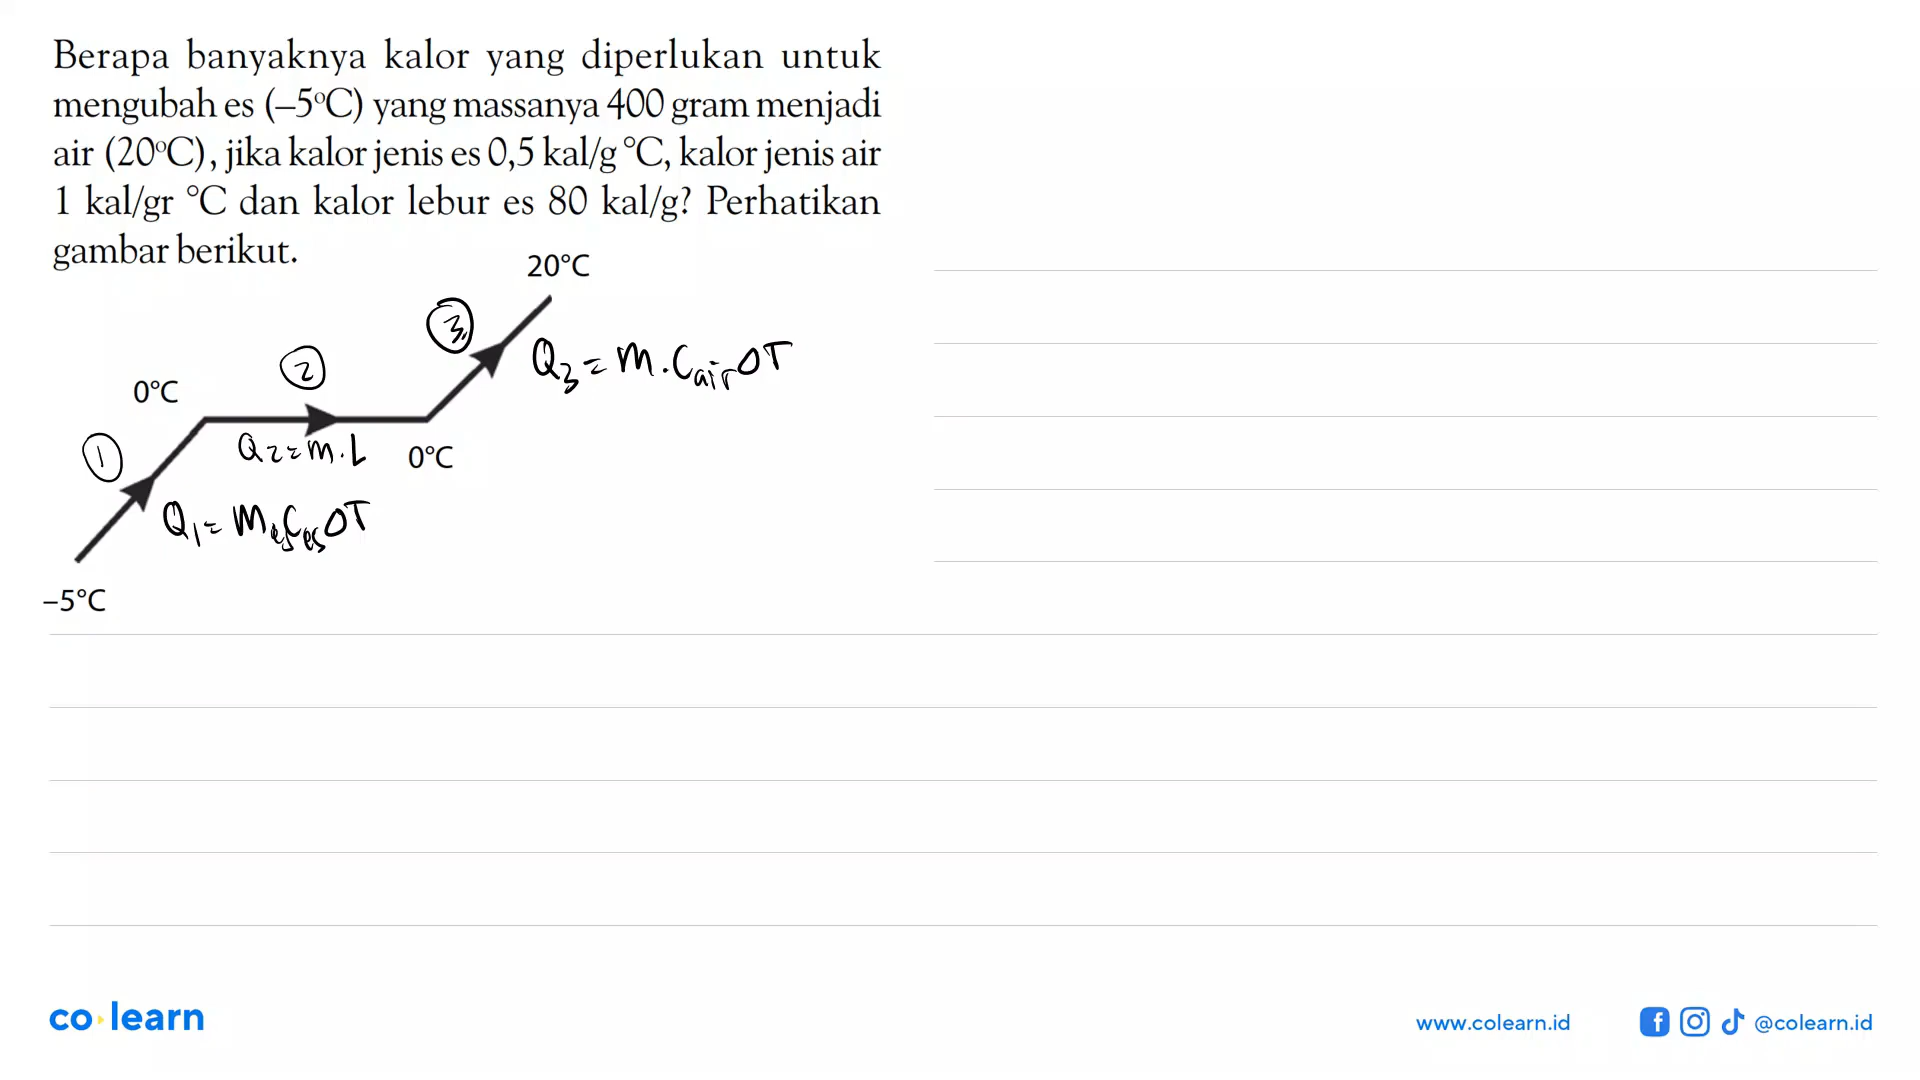 Berapa banyaknya kalor yang diperlukan untuk
mengubah es (–5°C) yang massanya 400 gram menjadi
air (20°C), jika kalor jenis es 0,5 kal/g °C, kalor jenis air
1 kal/gr °C dan kalor lebur es 80 kal/g? Perhatikan
gambar berikut.
20°C
3
Q3 = m.Cair ΔT
2
0°C
Q2 = m.L
0°C
1
Q1 = mes Ces ΔT
–5°C
co learn
www.colearn.id
@colearn.id